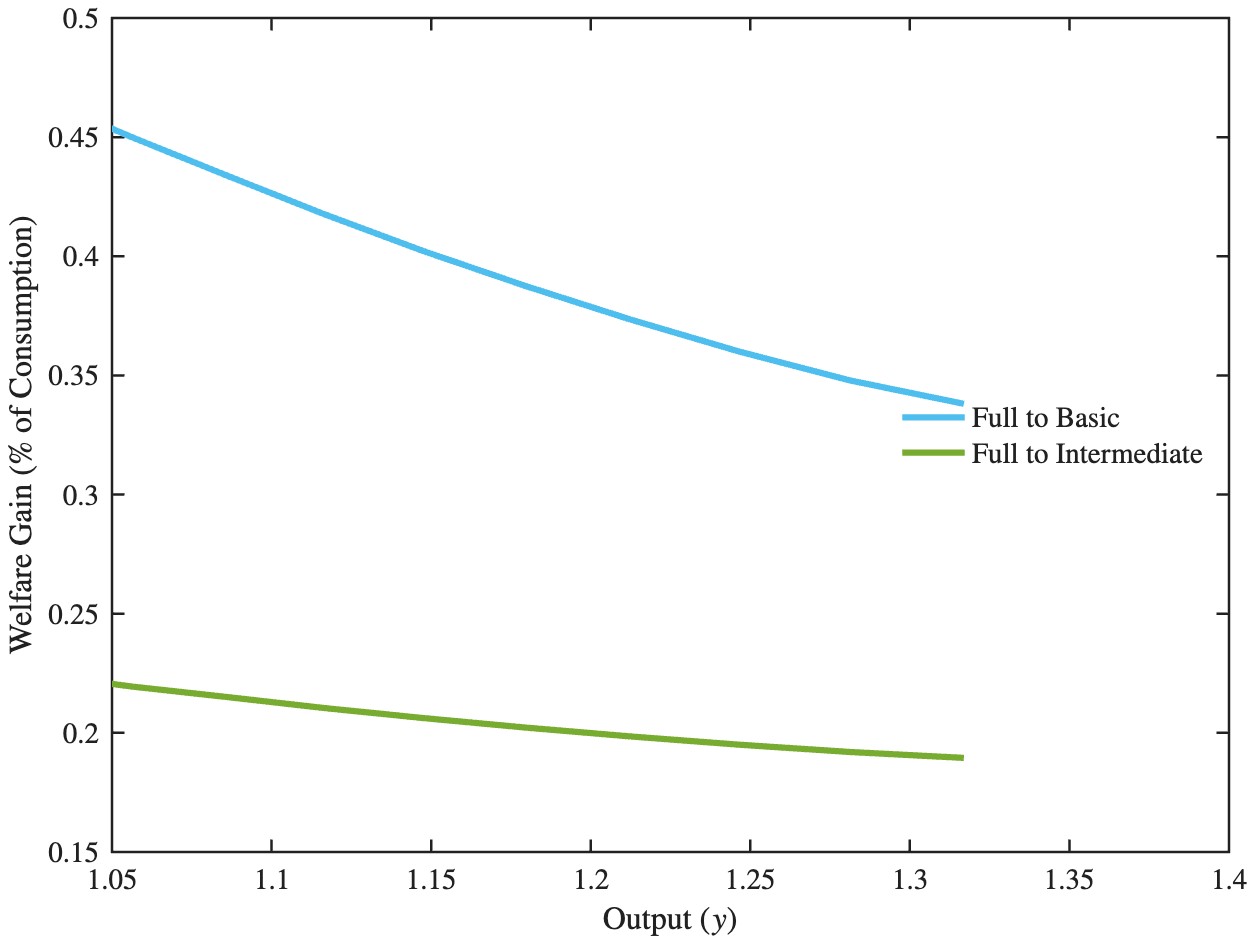 0.5
0.45
0.4
0.35
0.3
0.25
0.2
0.15
Welfare Gain (% of Consumption)
Full to Basic
Full to Intermediate
1.05 1.1 1.15 1.2 1.25 1.3 1.35 1.4
Output (y)